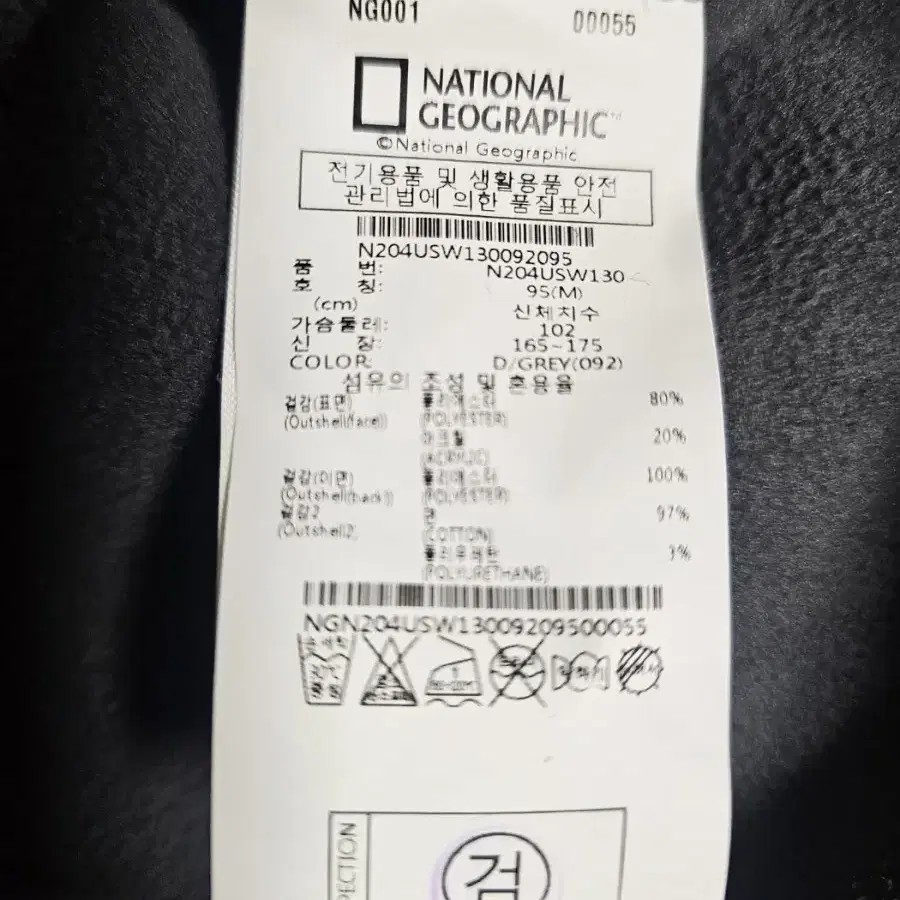 NG001 00055
NATIONAL
GEOGRAPHIC™
©National Geographic
전기용품 및 생활용품 안전
관리법에 의한 품질표시
N204USW130092095
품 번: N204USW130
호 칭: 95(M)
(cm) 신체치수
가슴둘레: 102
신 장: 165~175
COLOR: D/GREY(092)
섬유의 조성 및 혼용율
겉감(표면) 폴리에스터 80%
(Outshell(face)) (POLYESTER)
아크릴 20%
(ACRYLIC)
겉감(이면) 폴리에스터 100%
(Outshell(back)) (POLYESTER)
겉감2 면 97%
(Outshell2) (COTTON)
폴리우레탄 3%
(POLYURETHANE)
NGN204USW13009209500055
손세탁
검